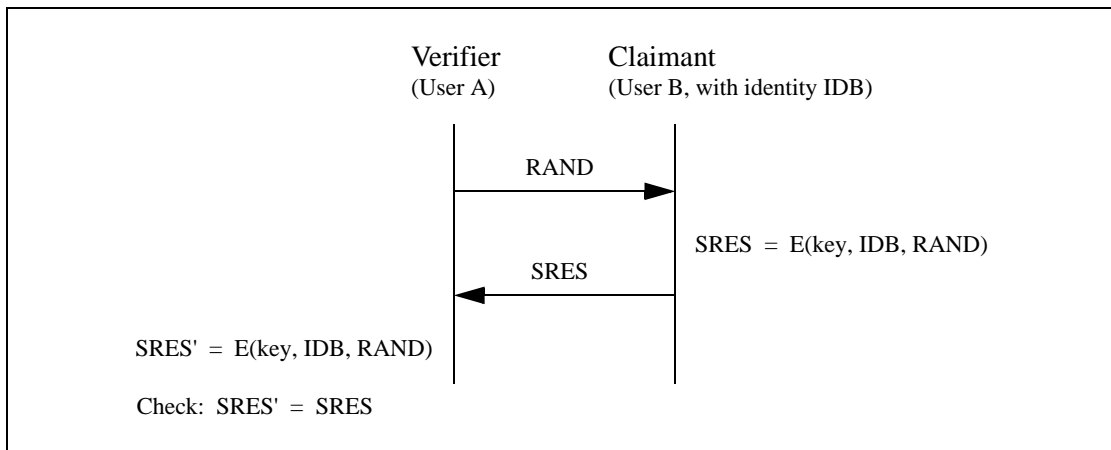 Verifier
(User A)
Claimant
(User B, with identity IDB)
RAND
SRES = E(key, IDB, RAND)
SRES
SRES' = E(key, IDB, RAND)
Check: SRES' = SRES